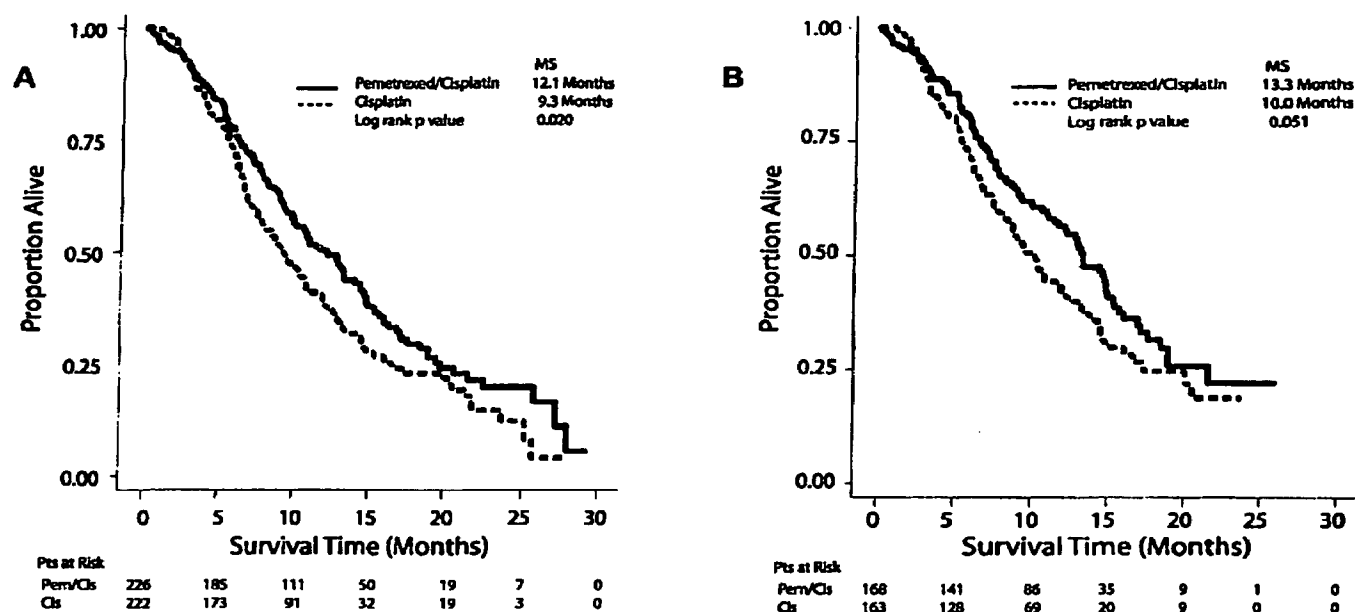 A
1.00
0.75
0.50
0.25
0.00
Proportion Alive
MS
Pemetrexed/Cisplatin 12.1 Months
Cisplatin 9.3 Months
Log rank p value 0.020
0 5 10 15 20 25 30
Survival Time (Months)
Pts at Risk
Pem/Cis 226 185 111 50 19 7 0
Cis 222 173 91 32 19 3 0
B
1.00
0.75
0.50
0.25
0.00
Proportion Alive
MS
Pemetrexed/Cisplatin 13.3 Months
Cisplatin 10.0 Months
Log rank p value 0.051
0 5 10 15 20 25 30
Survival Time (Months)
Pts at Risk
Pem/Cis 168 141 86 35 9 1 0
Cis 163 128 69 20 9 0 0